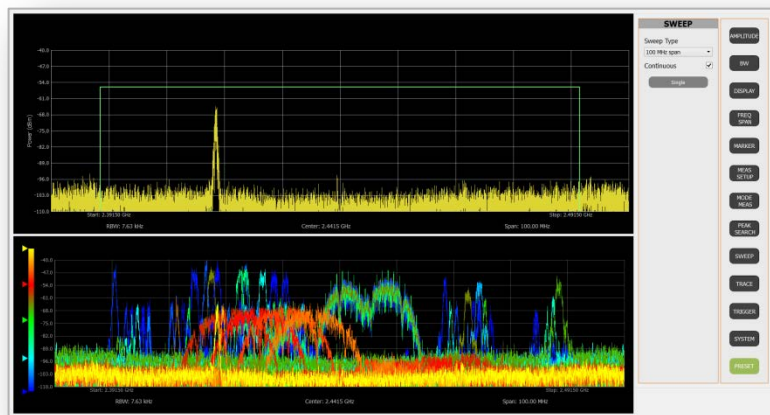 SWEEP
Sweep Type
100 MHz span
Continuous
Single
AMPLITUDE
BW
DISPLAY
FREQ
SPAN
MARKER
MEAS
SETUP
MODE
MEAS
PEAK
SEARCH
SWEEP
TRACE
TRIGGER
SYSTEM
PRESET
Power (dBm)
-40.0
-47.0
-54.0
-61.0
-68.0
-75.0
-82.0
-89.0
-96.0
-103.0
-110.0
Start: 2.39150 GHz
Stop: 2.49150 GHz
RBW: 7.63 kHz
Center: 2.4415 GHz
Span: 100.00 MHz
-40.0
-47.0
-54.0
-61.0
-68.0
-75.0
-82.0
-89.0
-96.0
-103.0
-110.0
Start: 2.39150 GHz
Stop: 2.49150 GHz
RBW: 7.63 kHz
Center: 2.4415 GHz
Span: 100.00 MHz